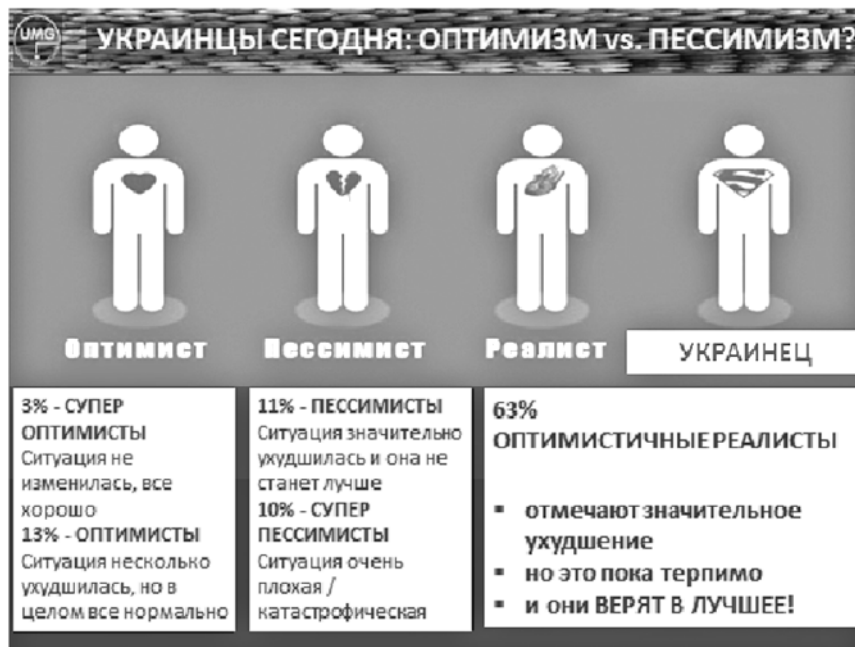 UMG
УКРАИНЦЫ СЕГОДНЯ: ОПТИМИЗМ vs. ПЕССИМИЗМ?
Оптимист
Пессимист
Реалист
УКРАИНЕЦ
3% - СУПЕР
ОПТИМИСТЫ
Ситуация не
изменилась, все
хорошо
13% - ОПТИМИСТЫ
Ситуация несколько
ухудшилась, но в
целом все нормально
11% - ПЕССИМИСТЫ
Ситуация значительно
ухудшилась и она не
станет лучше
10% - СУПЕР
ПЕССИМИСТЫ
Ситуация очень
плохая /
катастрофическая
63%
ОПТИМИСТИЧНЫЕ РЕАЛИСТЫ
▪ отмечают значительное
ухудшение
▪ но это пока терпимо
▪ и они ВЕРЯТ В ЛУЧШЕЕ!